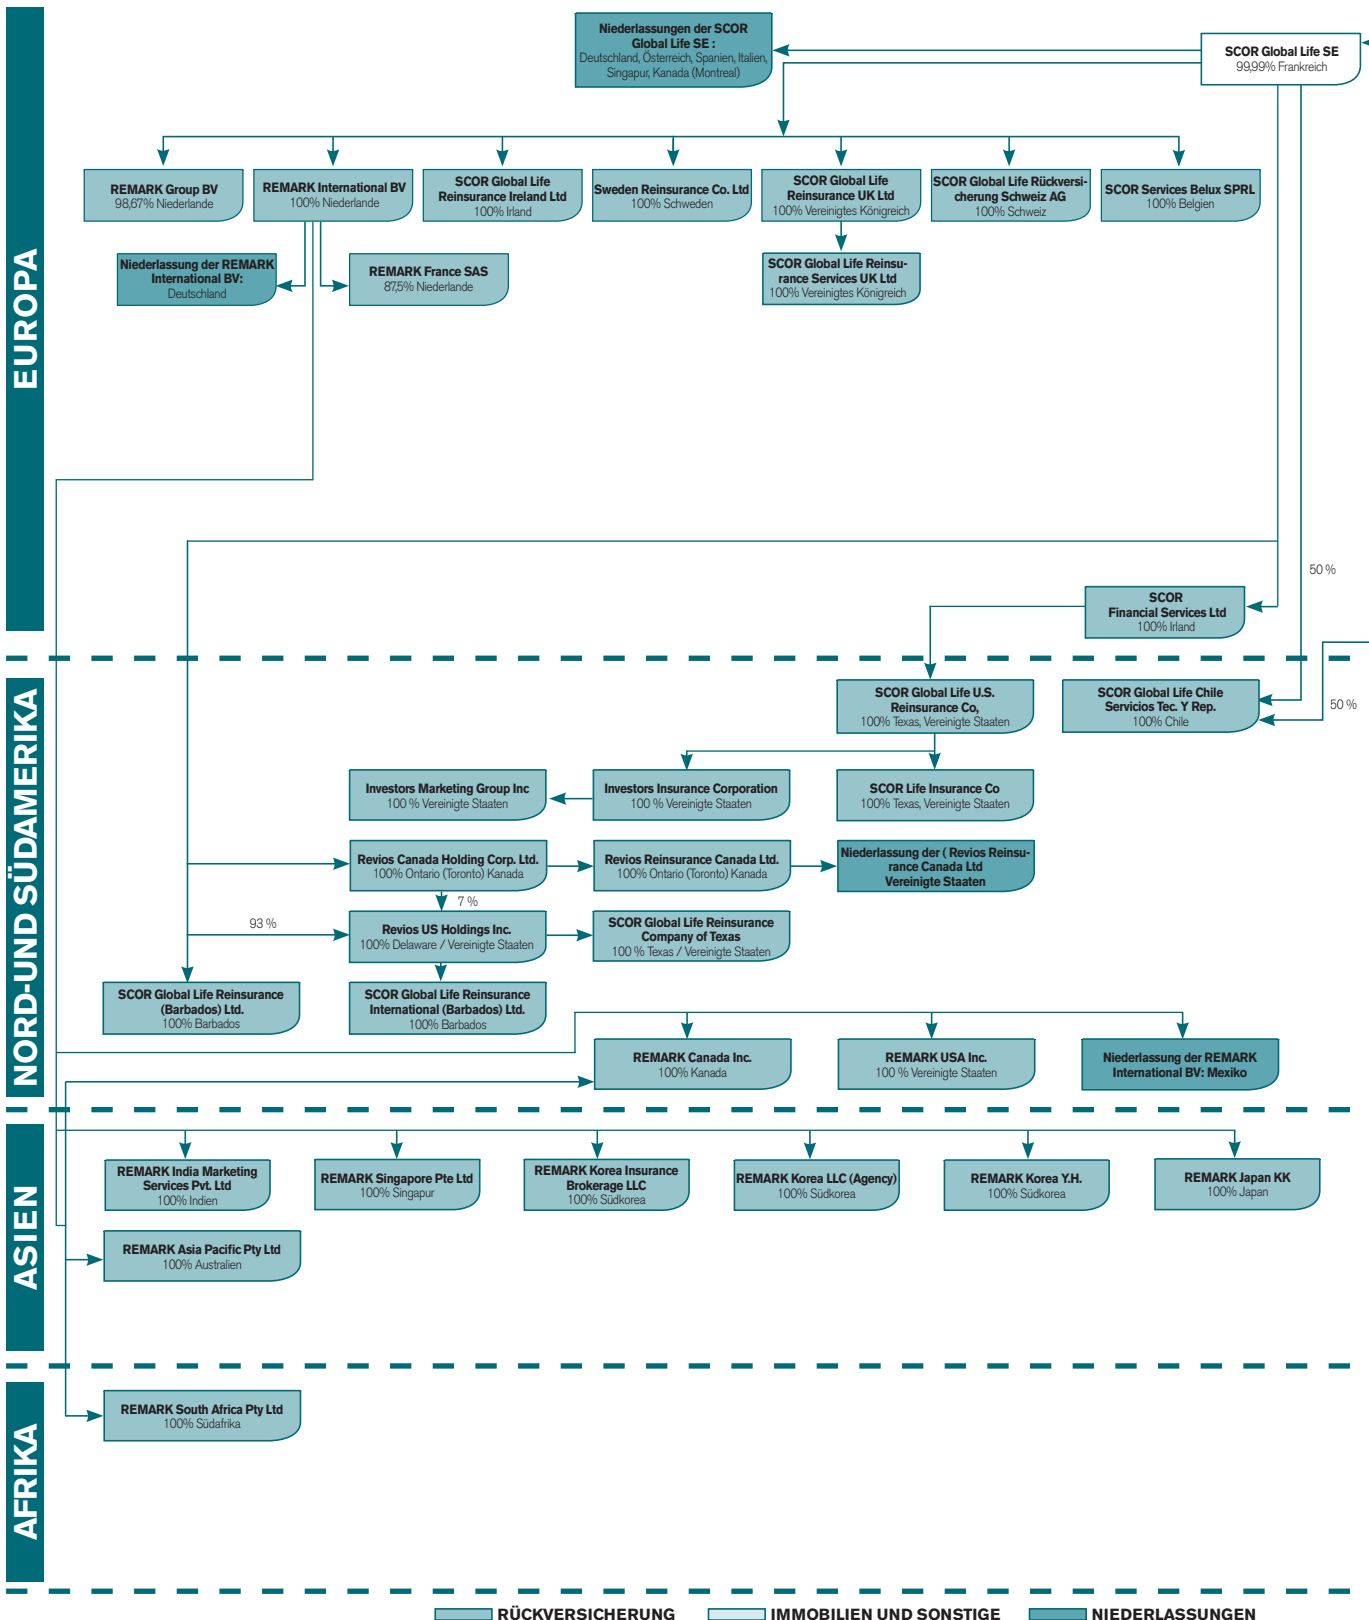 EUROPA
Niederlassungen der SCOR
Global Life SE :
Deutschland, Österreich, Spanien, Italien,
Singapur, Kanada (Montreal)
SCOR Global Life SE
99,99% Frankreich
REMARK Group BV
98,67% Niederlande
REMARK International BV
100% Niederlande
SCOR Global Life
Reinsurance Ireland Ltd
100% Irland
Sweden Reinsurance Co. Ltd
100% Schweden
SCOR Global Life
Reinsurance UK Ltd
100% Vereinigtes Königreich
SCOR Global Life Rückversi-
cherung Schweiz AG
100% Schweiz
SCOR Services Belux SPRL
100% Belgien
Niederlassung der REMARK
International BV:
Deutschland
REMARK France SAS
87,5% Niederlande
SCOR Global Life Reinsu-
rance Services UK Ltd
100% Vereinigtes Königreich
50 %
SCOR
Financial Services Ltd
100% Irland
NORD-UND SÜDAMERIKA
SCOR Global Life U.S.
Reinsurance Co,
100% Texas, Vereinigte Staaten
SCOR Global Life Chile
Servicios Tec. Y Rep.
100% Chile
50 %
Investors Marketing Group Inc
100 % Vereinigte Staaten
Investors Insurance Corporation
100 % Vereinigte Staaten
SCOR Life Insurance Co
100% Texas, Vereinigte Staaten
Revios Canada Holding Corp. Ltd.
100% Ontario (Toronto) Kanada
Revios Reinsurance Canada Ltd.
100% Ontario (Toronto) Kanada
Niederlassung der ( Revios Reinsu-
rance Canada Ltd
Vereinigte Staaten
7 %
93 %
Revios US Holdings Inc.
100% Delaware / Vereinigte Staaten
SCOR Global Life Reinsurance
Company of Texas
100 % Texas / Vereinigte Staaten
SCOR Global Life Reinsurance
(Barbados) Ltd.
100% Barbados
SCOR Global Life Reinsurance
International (Barbados) Ltd.
100% Barbados
REMARK Canada Inc.
100% Kanada
REMARK USA Inc.
100 % Vereinigte Staaten
Niederlassung der REMARK
International BV: Mexiko
ASIEN
REMARK India Marketing
Services Pvt. Ltd
100% Indien
REMARK Singapore Pte Ltd
100% Singapur
REMARK Korea Insurance
Brokerage LLC
100% Südkorea
REMARK Korea LLC (Agency)
100% Südkorea
REMARK Korea Y.H.
100% Südkorea
REMARK Japan KK
100% Japan
REMARK Asia Pacific Pty Ltd
100% Australien
AFRIKA
REMARK South Africa Pty Ltd
100% Südafrika
RÜCKVERSICHERUNG
IMMOBILIEN UND SONSTIGE
NIEDERLASSUNGEN